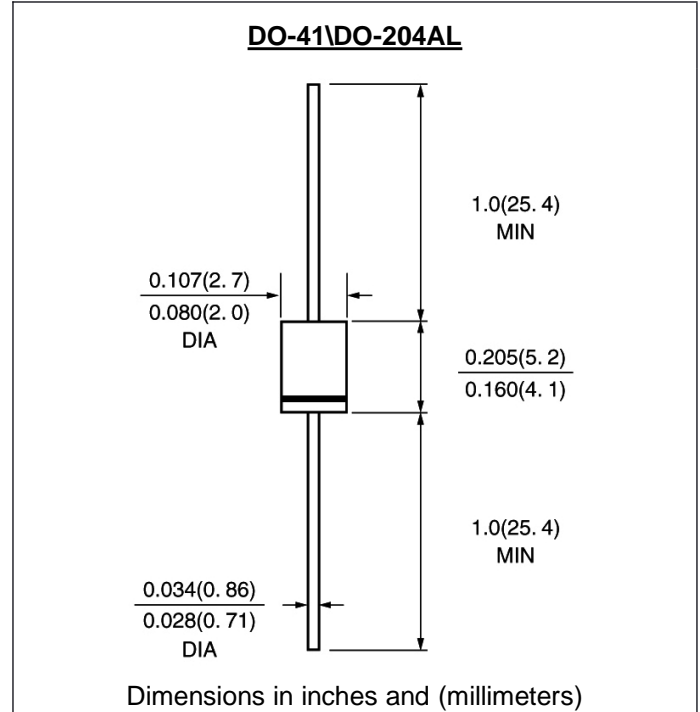 DO-41\DO-204AL
1.0(25. 4)
MIN
0.107(2. 7)
0.080(2. 0)
DIA
0.205(5. 2)
0.160(4. 1)
1.0(25. 4)
MIN
0.034(0. 86)
0.028(0. 71)
DIA
Dimensions in inches and (millimeters)